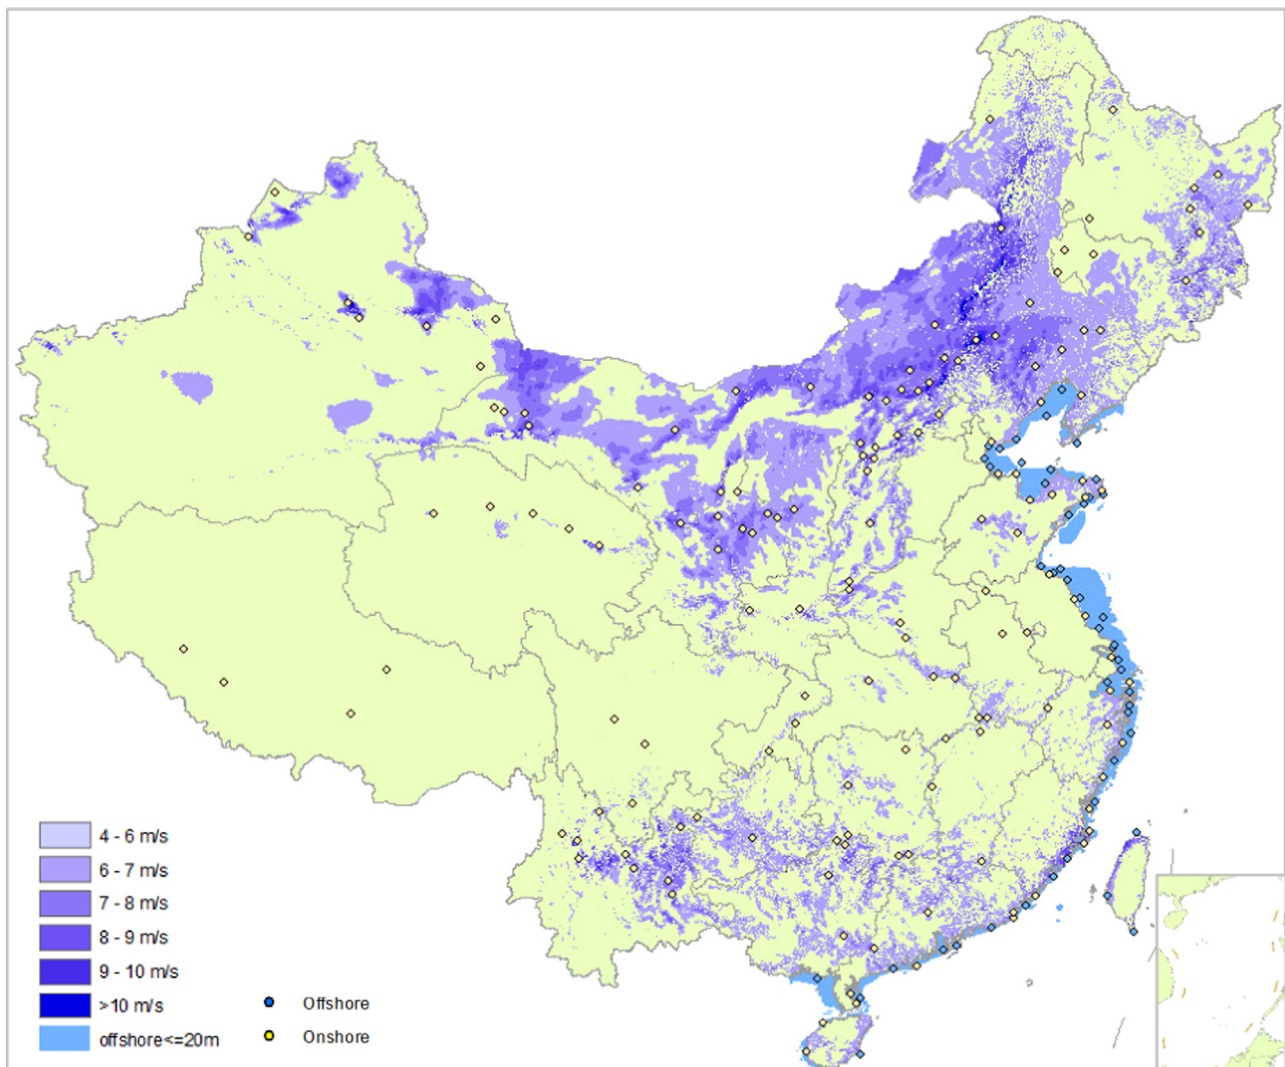 4 - 6 m/s
6 - 7 m/s
7 - 8 m/s
8 - 9 m/s
9 - 10 m/s
>10 m/s
offshore<=20m
Offshore
Onshore